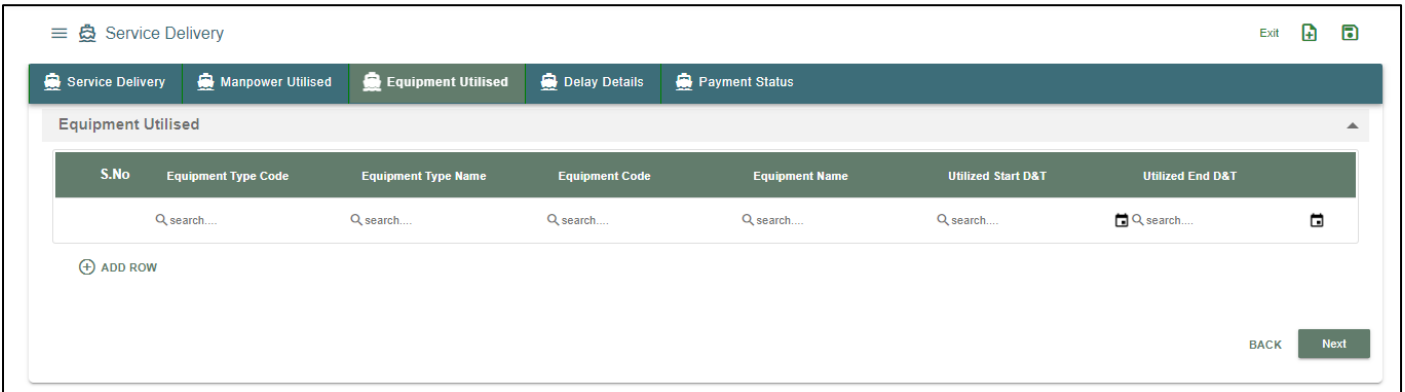 Service Delivery Exit
Service Delivery Manpower Utilised Equipment Utilised Delay Details Payment Status
Equipment Utilised
S.No Equipment Type Code Equipment Type Name Equipment Code Equipment Name Utilized Start D&T Utilized End D&T
search.... search.... search.... search.... search.... search....
ADD ROW
BACK Next